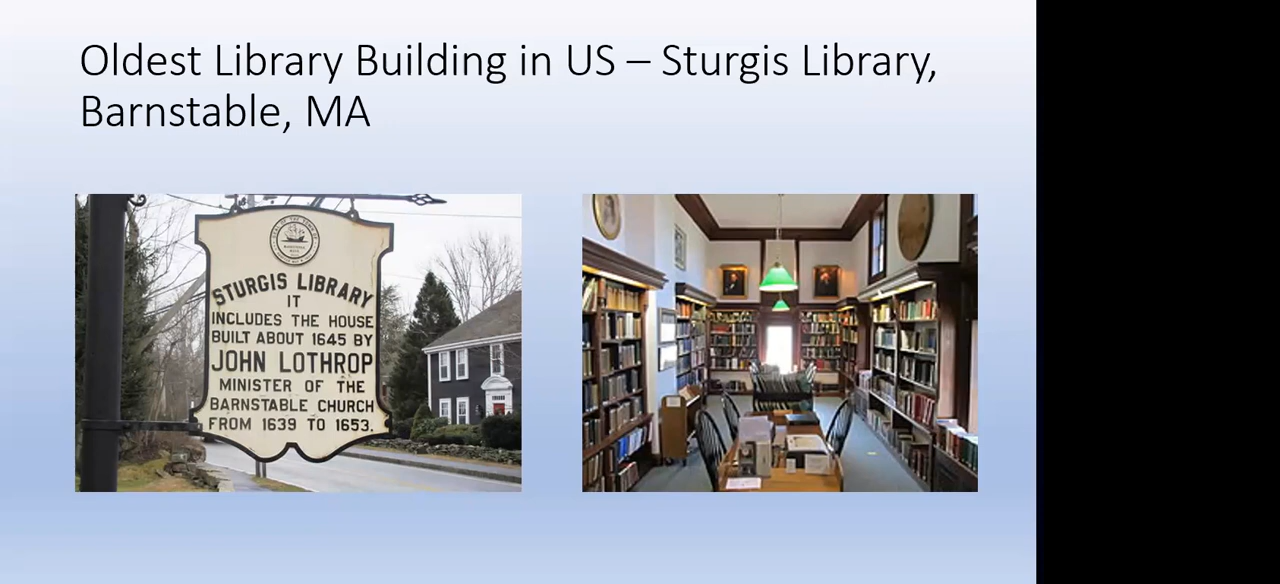 Oldest Library Building in US – Sturgis Library,
Barnstable, MA
STURGIS LIBRARY
IT
INCLUDES THE HOUSE
BUILT ABOUT 1645 BY
JOHN LOTHROP
MINISTER OF THE
BARNSTABLE CHURCH
FROM 1639 TO 1653.